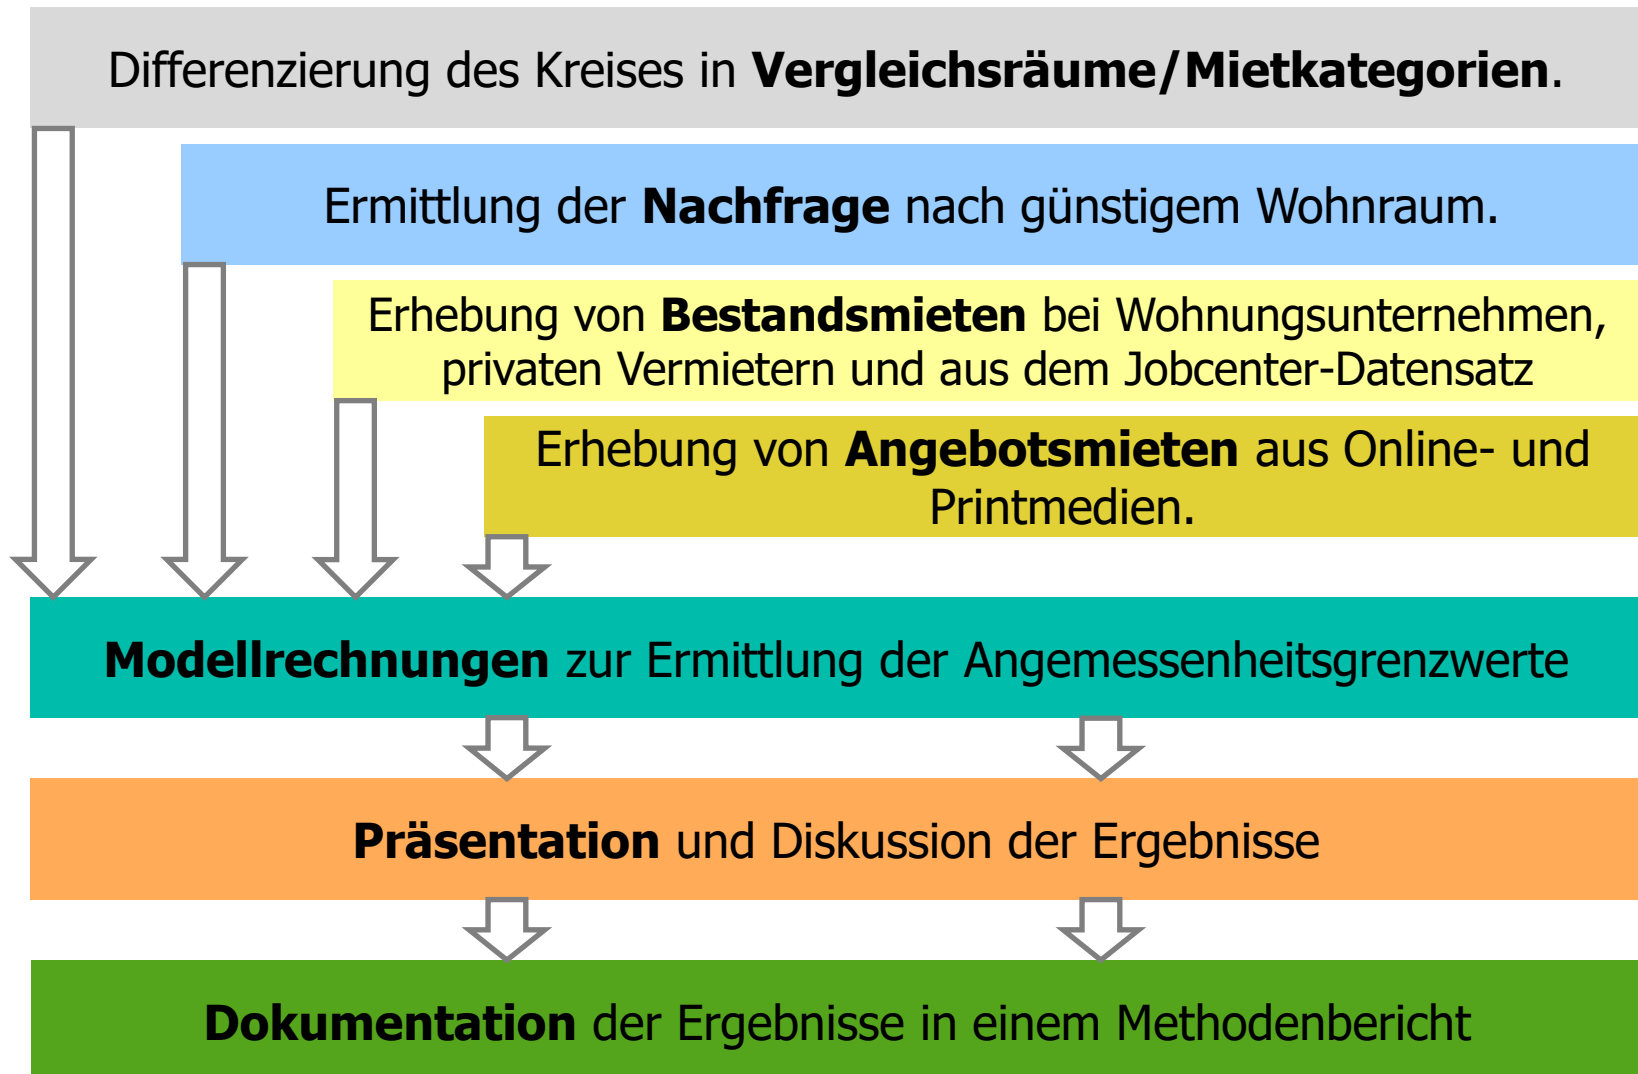 Differenzierung des Kreises in Vergleichsräume/Mietkategorien.
Ermittlung der Nachfrage nach günstigem Wohnraum.
Erhebung von Bestandsmieten bei Wohnungsunternehmen,
privaten Vermietern und aus dem Jobcenter-Datensatz
Erhebung von Angebotsmieten aus Online- und
Printmedien.
Modellrechnungen zur Ermittlung der Angemessenheitsgrenzwerte
Präsentation und Diskussion der Ergebnisse
Dokumentation der Ergebnisse in einem Methodenbericht